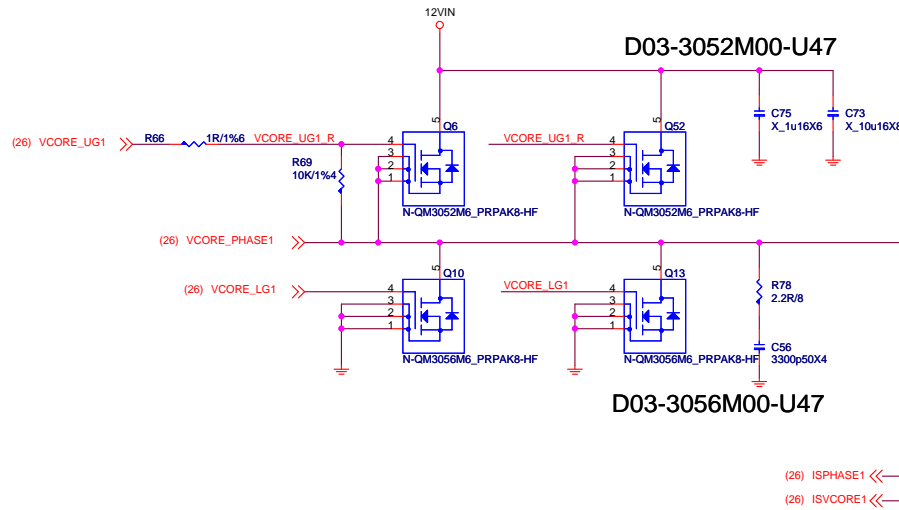 12VIN
D03-3052M00-U47
5
Q6
5
Q52
C75
X_1u16X6
C73
X_10u16X8
(26) VCORE_UG1
R66
1R/1%6
VCORE_UG1_R
4
3
2
1
VCORE_UG1_R
4
3
2
1
R69
10K/1%4
N-QM3052M6_PRPAK8-HF
N-QM3052M6_PRPAK8-HF
(26) VCORE_PHASE1
5
Q10
5
Q13
(26) VCORE_LG1
4
3
2
1
VCORE_LG1
4
3
2
1
R78
2.2R/8
C56
3300p50X4
N-QM3056M6_PRPAK8-HF
N-QM3056M6_PRPAK8-HF
D03-3056M00-U47
(26) ISPHASE1
(26) ISVCORE1